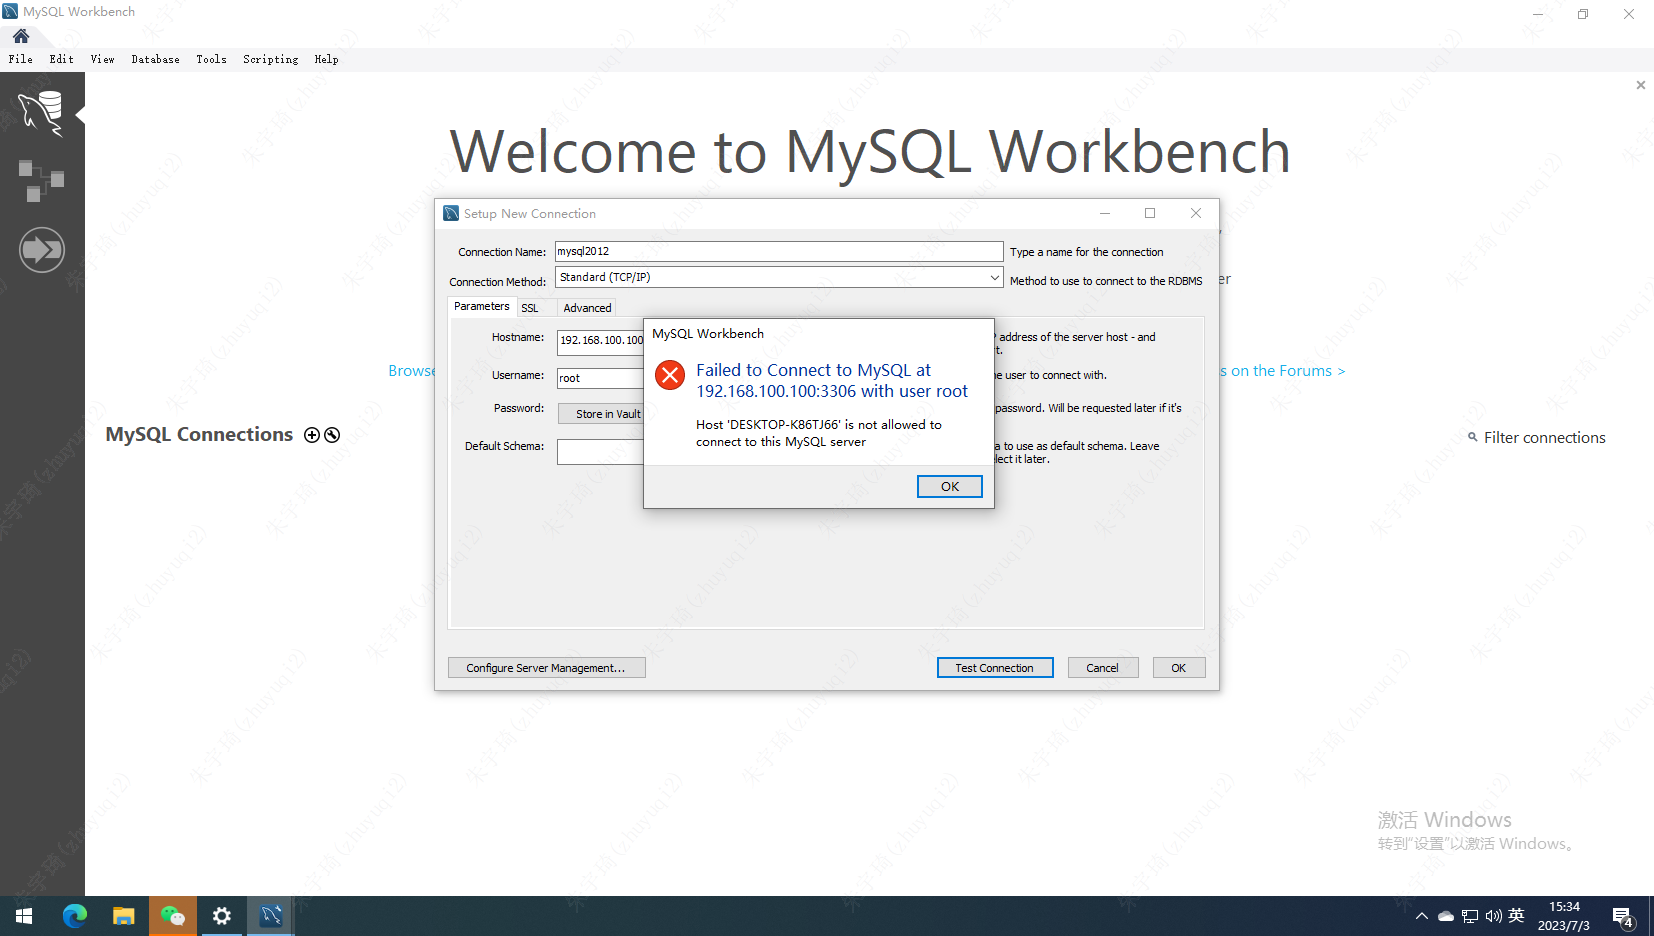 MySQL Workbench
File Edit View Database Tools Scripting Help
Welcome to MySQL Workbench
Setup New Connection
Connection Name: mysql2012 Type a name for the connection
Connection Method: Standard (TCP/IP) Method to use to connect to the RDBMS
er
Parameters SSL Advanced
Hostname: 192.168.100.100 address of the server host - and
t.
Username: root e user to connect with.
Password: Store in Vault password. Will be requested later if it's
Default Schema: a to use as default schema. Leave
lect it later.
MySQL Workbench
Failed to Connect to MySQL at
192.168.100.100:3306 with user root
Host 'DESKTOP-K86TJ66' is not allowed to
connect to this MySQL server
OK
Browse s on the Forums >
MySQL Connections Filter connections
Configure Server Management... Test Connection Cancel OK
激活 Windows
转到"设置"以激活 Windows。
英
15:34
2023/7/3
4
朱宇琦(zhuyuqi2)